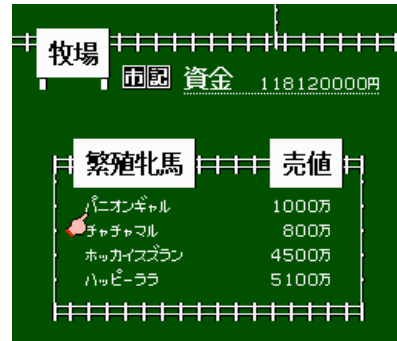 牧場
市記 資金 118120000円
繁殖牝馬 売値
パニオンギャル 1000万
チャチャマル 800万
ホッカイスズラン 4500万
ハッピーララ 5100万